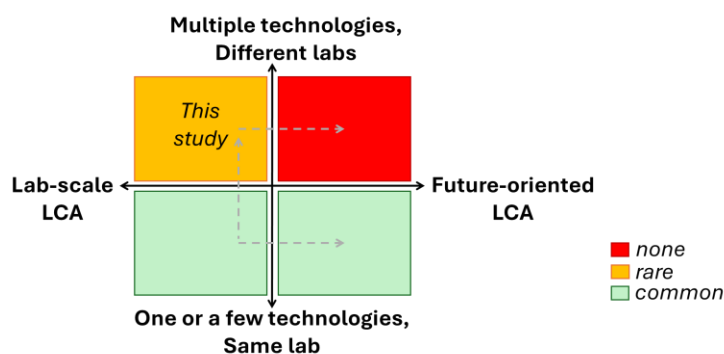 Multiple technologies,
Different labs
This
study
Lab-scale
LCA
Future-oriented
LCA
none
rare
common
One or a few technologies,
Same lab